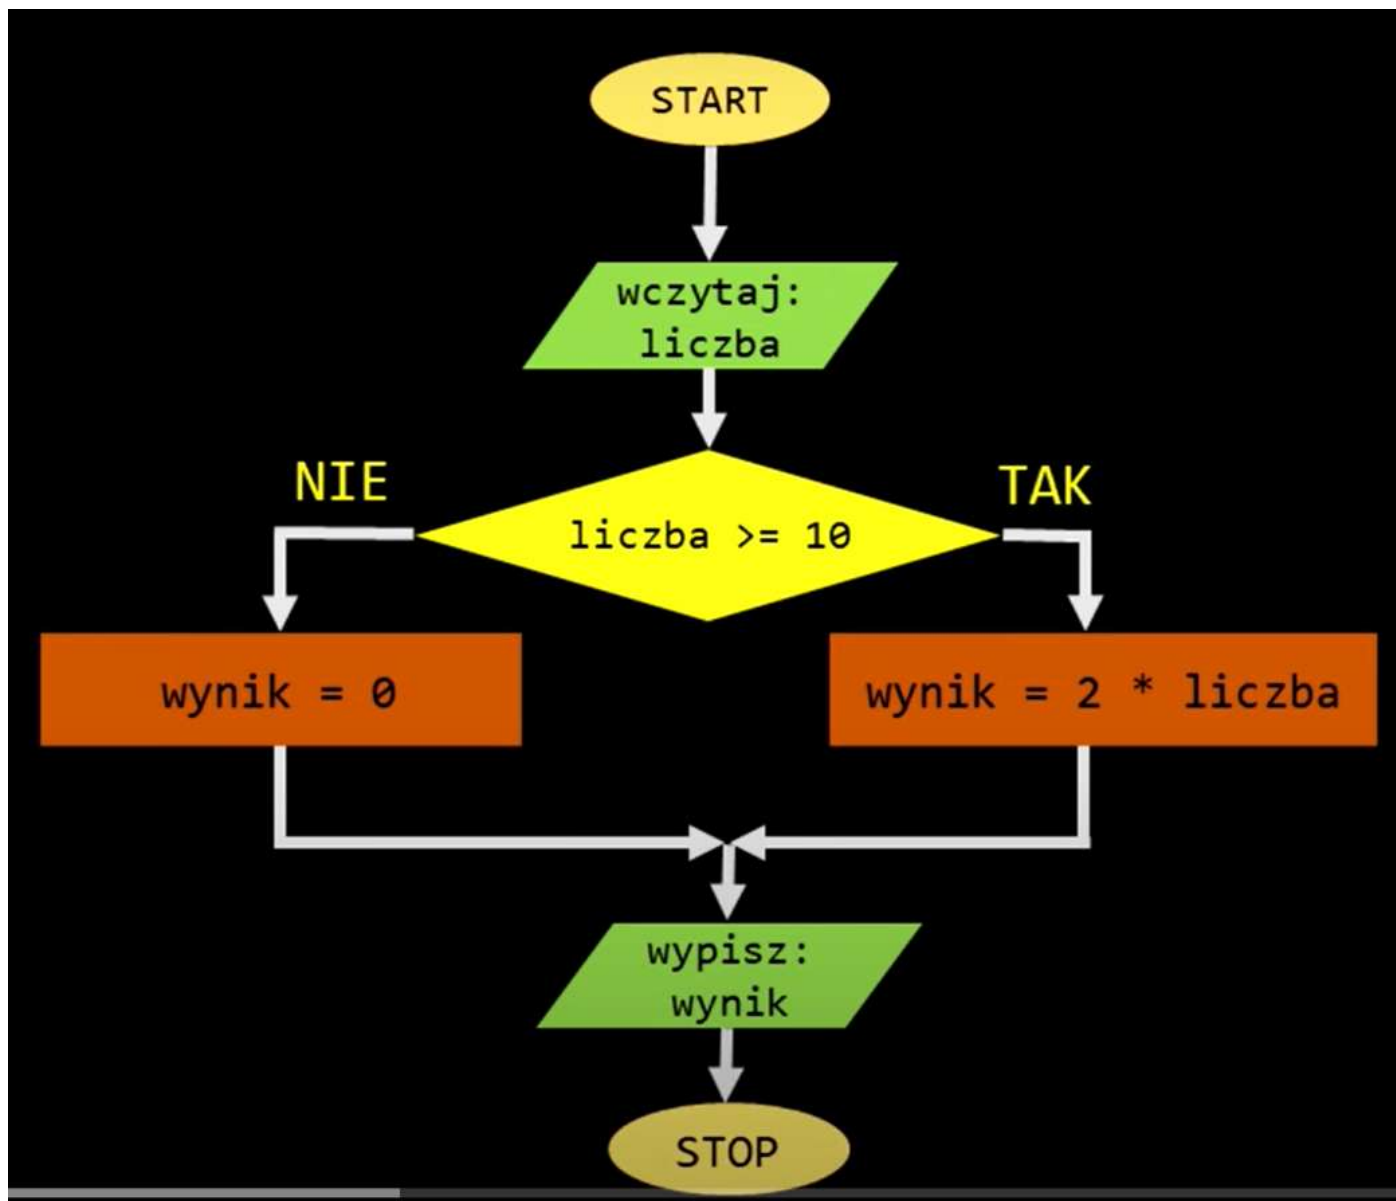 START
wczytaj:
liczba
NIE
TAK
liczba >= 10
wynik = 0
wynik = 2 * liczba
wypisz:
wynik
STOP